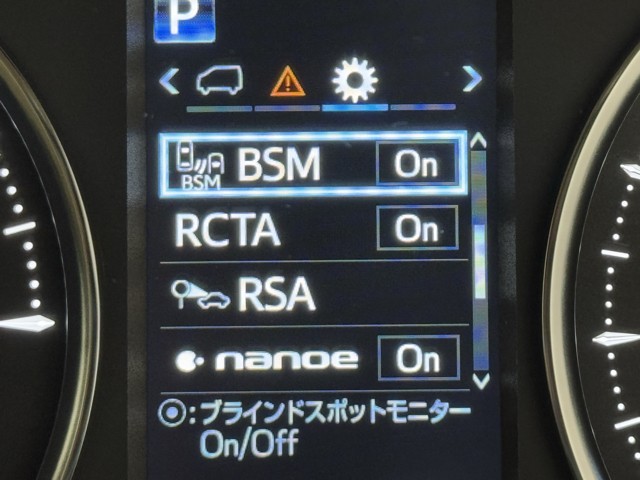 P
BSM BSM On
RCTA On
RSA
nanoe On
:ブラインドスポットモニター
On/Off